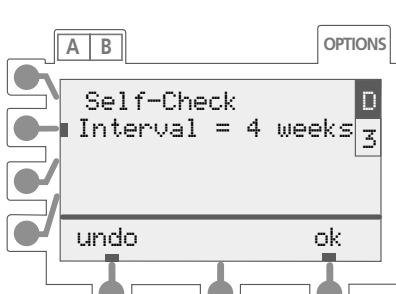 A B OPTIONS
Self-Check D
Interval = 4 weeks 3
undo ok